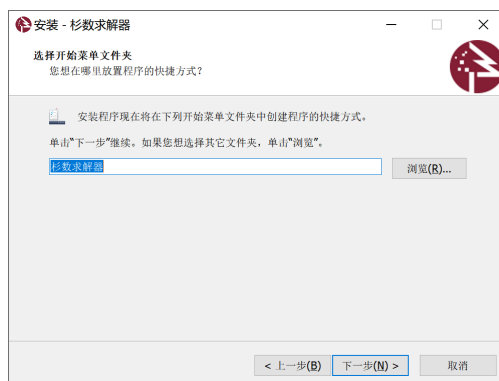 安装 - 杉数求解器
选择开始菜单文件夹
您想在哪里放置程序的快捷方式?
安装程序现在将在下列开始菜单文件夹中创建程序的快捷方式。
单击“下一步”继续。如果您想选择其它文件夹，单击“浏览”。
杉数求解器
浏览(R)...
< 上一步(B)
下一步(N) >
取消